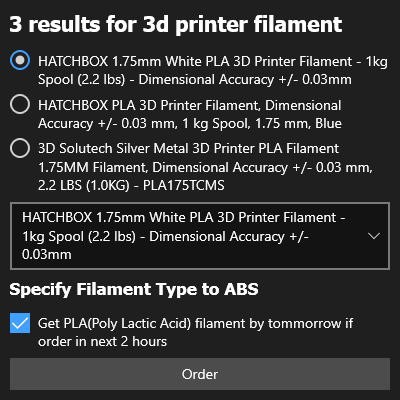 3 results for 3d printer filament
HATCHBOX 1.75mm White PLA 3D Printer Filament - 1kg
Spool (2.2 lbs) - Dimensional Accuracy +/- 0.03mm
HATCHBOX PLA 3D Printer Filament, Dimensional
Accuracy +/- 0.03 mm, 1 kg Spool, 1.75 mm, Blue
3D Solutech Silver Metal 3D Printer PLA Filament
1.75MM Filament, Dimensional Accuracy +/- 0.03 mm,
2.2 LBS (1.0KG) - PLA175TCMS
HATCHBOX 1.75mm White PLA 3D Printer Filament -
1kg Spool (2.2 lbs) - Dimensional Accuracy +/-
0.03mm
Specify Filament Type to ABS
Get PLA(Poly Lactic Acid) filament by tommorrow if
order in next 2 hours
Order